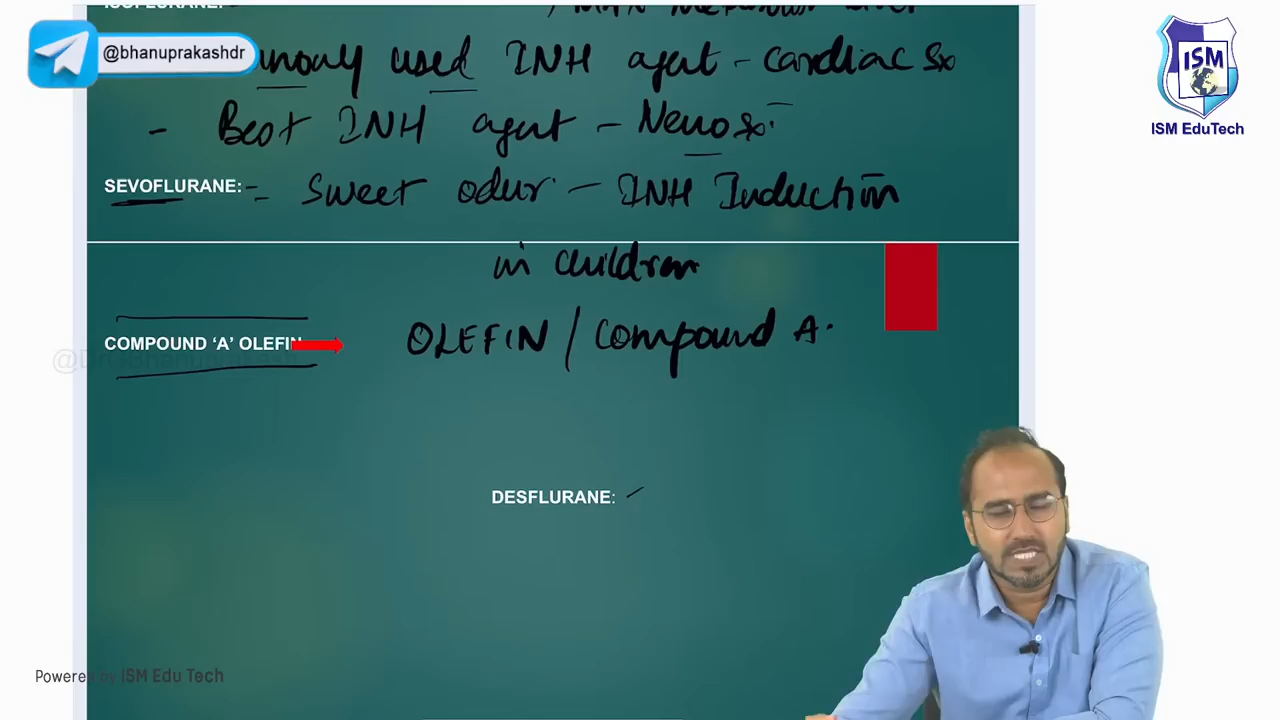 ISOFLURANE:
@bhanuprakashdr
used INH agent - cardiac Sx
- Best INH agent - Neuro Sx
SEVOFLURANE: - Sweet odur - INH Induction
in children
COMPOUND ‘A’ OLEFIN OLEFIN / Compound A.
DESFLURANE:
Powered by ISM Edu Tech
ISM
ISM EduTech